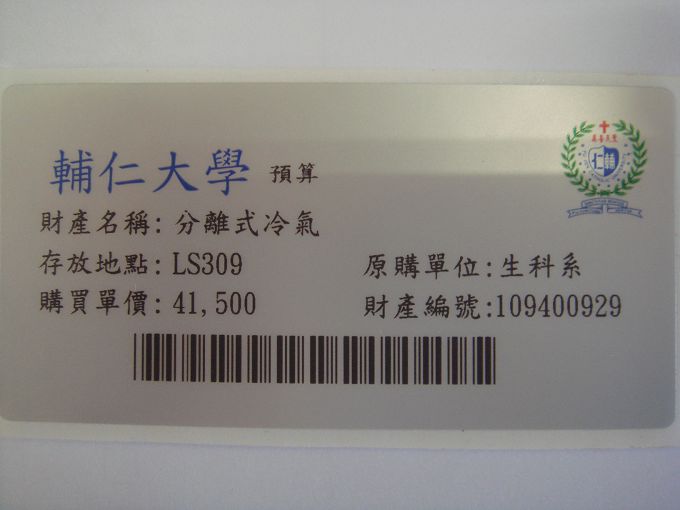 輔仁大學 預算
財產名稱: 分離式冷氣
存放地點: LS309 原購單位:生科系
購買單價: 41,500 財產編號:109400929
仁輔